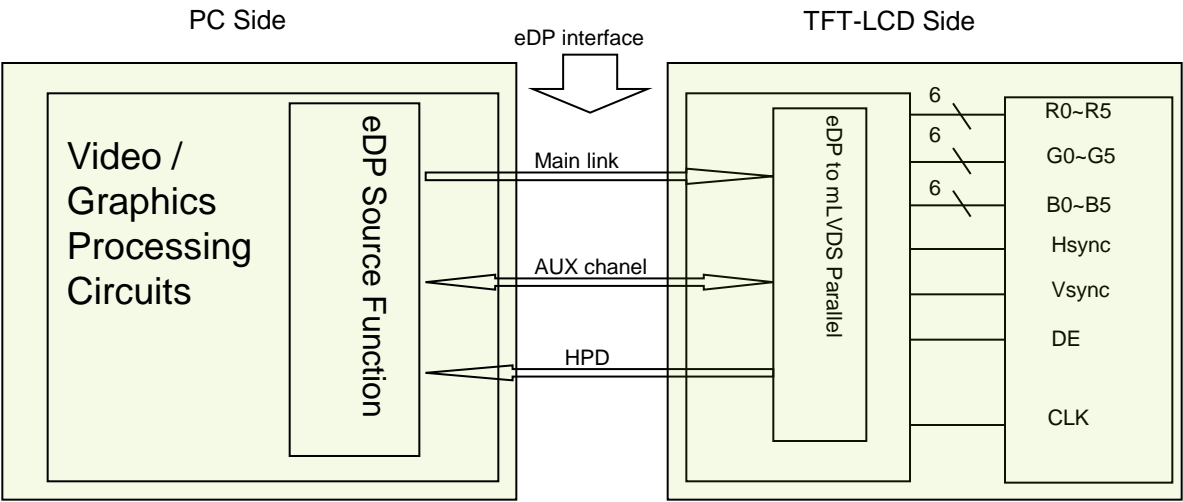 PC Side
eDP interface
TFT-LCD Side
Video /
Graphics
Processing
Circuits
eDP Source Function
Main link
AUX chanel
HPD
eDP to mLVDS Parallel
6
R0~R5
6
G0~G5
6
B0~B5
Hsync
Vsync
DE
CLK